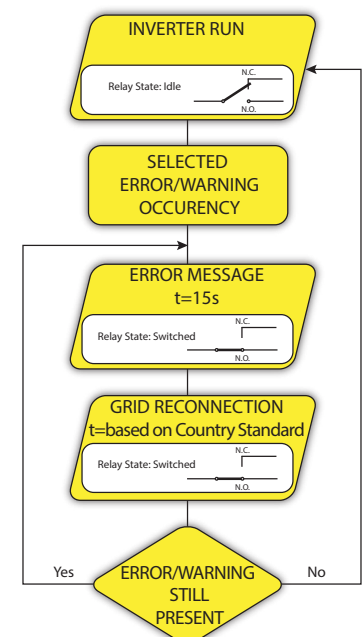 INVERTER RUN
N.C.
Relay State: Idle
N.O.
SELECTED
ERROR/WARNING
OCCURENCY
ERROR MESSAGE
t=15s
N.C.
Relay State: Switched
N.O.
GRID RECONNECTION
t=based on Country Standard
N.C.
Relay State: Switched
N.O.
Yes
No
ERROR/WARNING
STILL
PRESENT